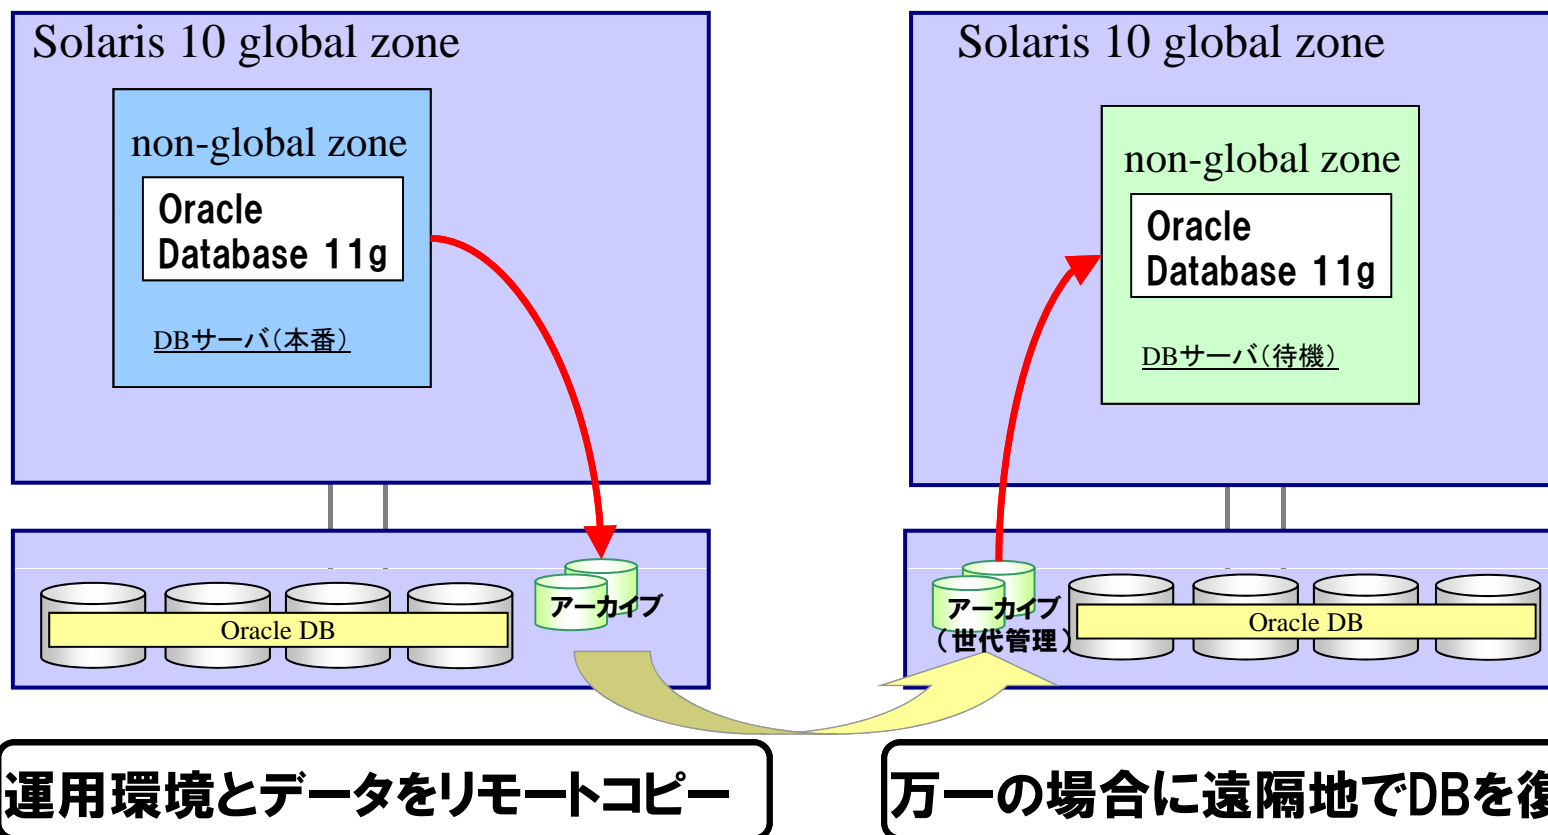 Solaris 10 global zone
non-global zone
Oracle
Database 11g
DBサーバ(本番)
Oracle DB
アーカイブ
運用環境とデータをリモートコピー
Solaris 10 global zone
non-global zone
Oracle
Database 11g
DBサーバ(待機)
アーカイブ
(世代管理)
Oracle DB
万一の場合に遠隔地でDBを復